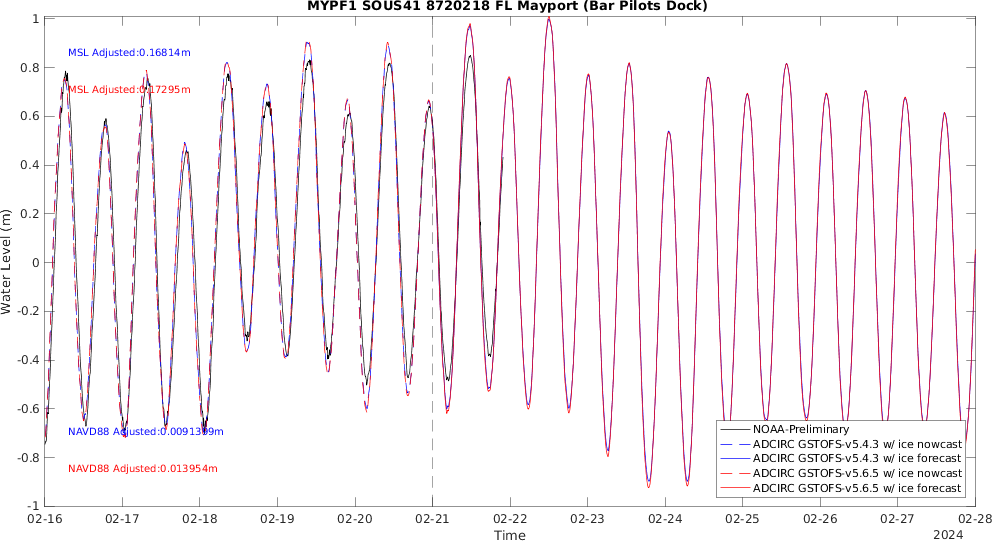 MYPF1 SOUS41 8720218 FL Mayport (Bar Pilots Dock)
1
0.8
0.6
0.4
0.2
0
-0.2
-0.4
-0.6
-0.8
-1
Water Level (m)
MSL Adjusted:0.16814m
MSL Adjusted:0.17295m
NAVD88 Adjusted:0.0091399m
NAVD88 Adjusted:0.013954m
NOAA-Preliminary
ADCIRC GSTOFS-v5.4.3 w/ ice nowcast
ADCIRC GSTOFS-v5.4.3 w/ ice forecast
ADCIRC GSTOFS-v5.6.5 w/ ice nowcast
ADCIRC GSTOFS-v5.6.5 w/ ice forecast
02-16 02-17 02-18 02-19 02-20 02-21 02-22 02-23 02-24 02-25 02-26 02-27 02-28
Time
2024